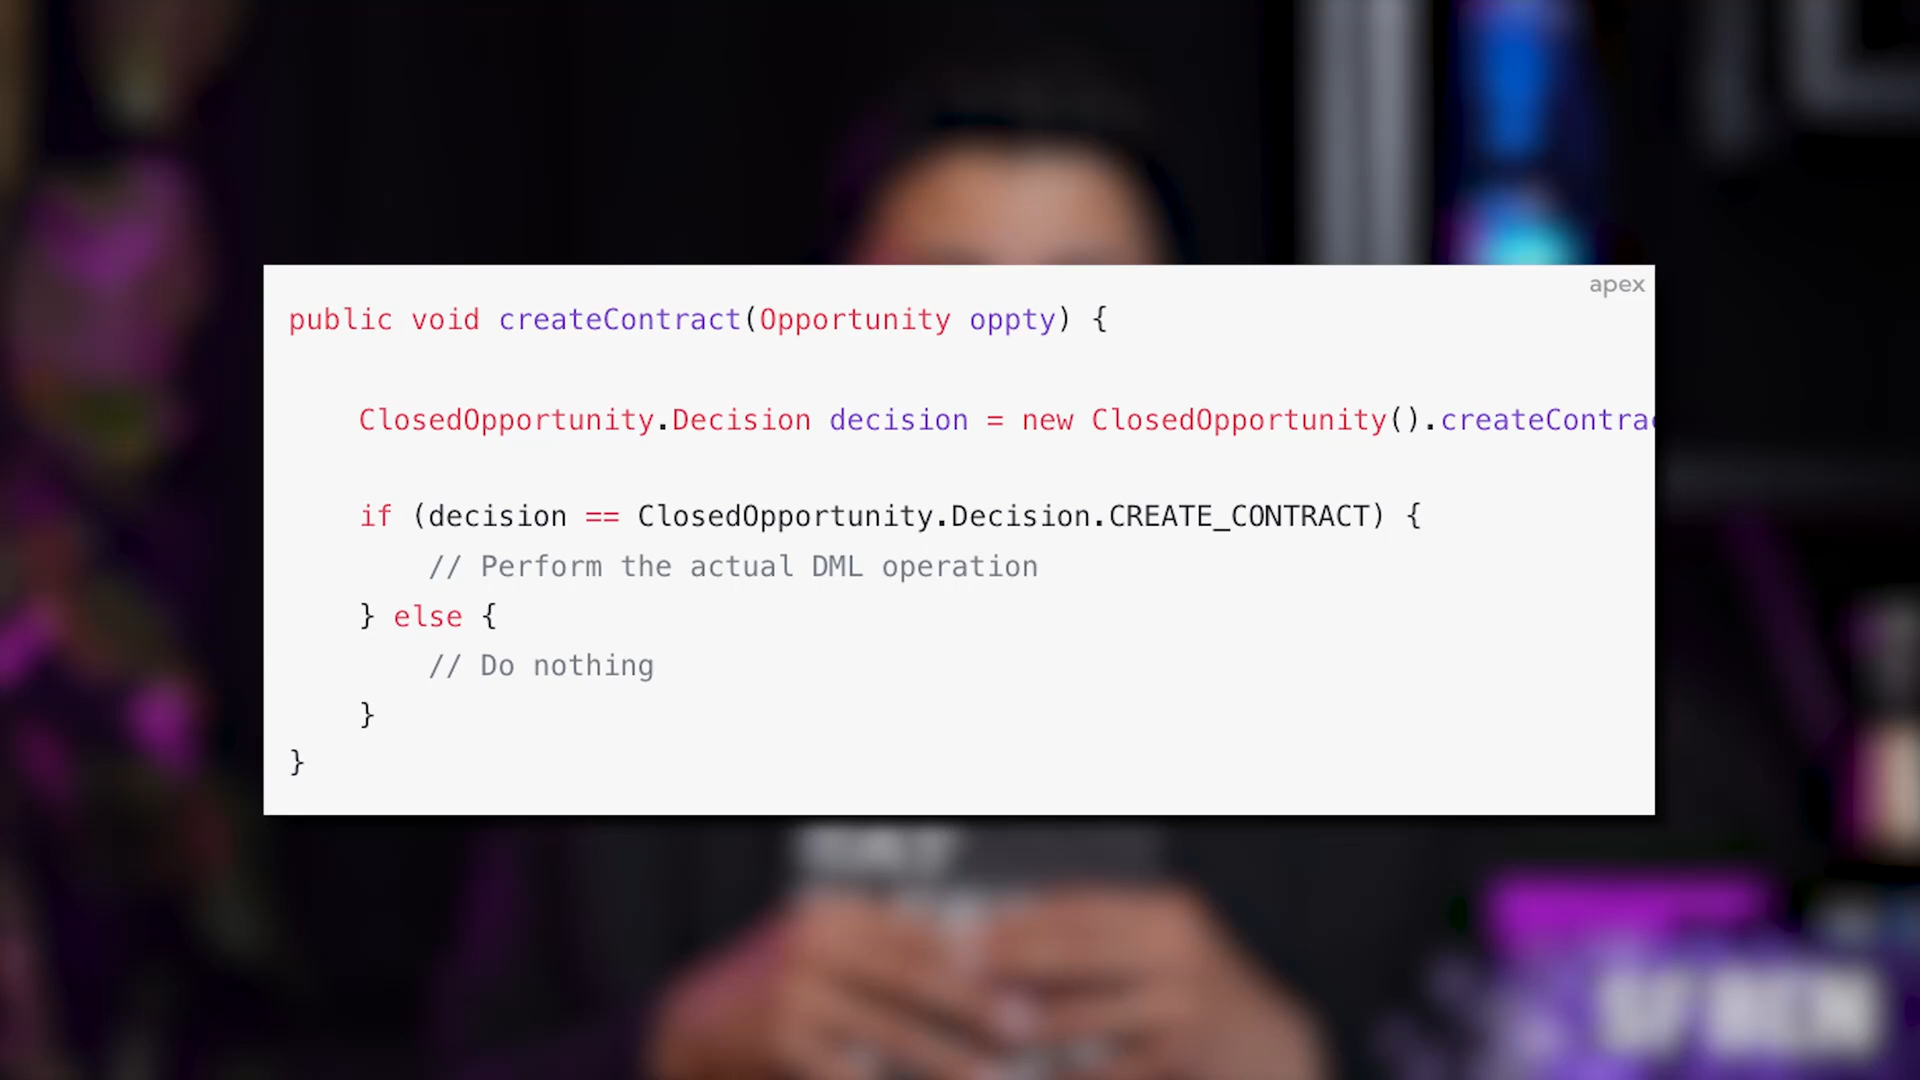 apex
public void createContract(Opportunity oppty) {
ClosedOpportunity.Decision decision = new ClosedOpportunity().createContrac
if (decision == ClosedOpportunity.Decision.CREATE_CONTRACT) {
// Perform the actual DML operation
} else {
// Do nothing
}
}